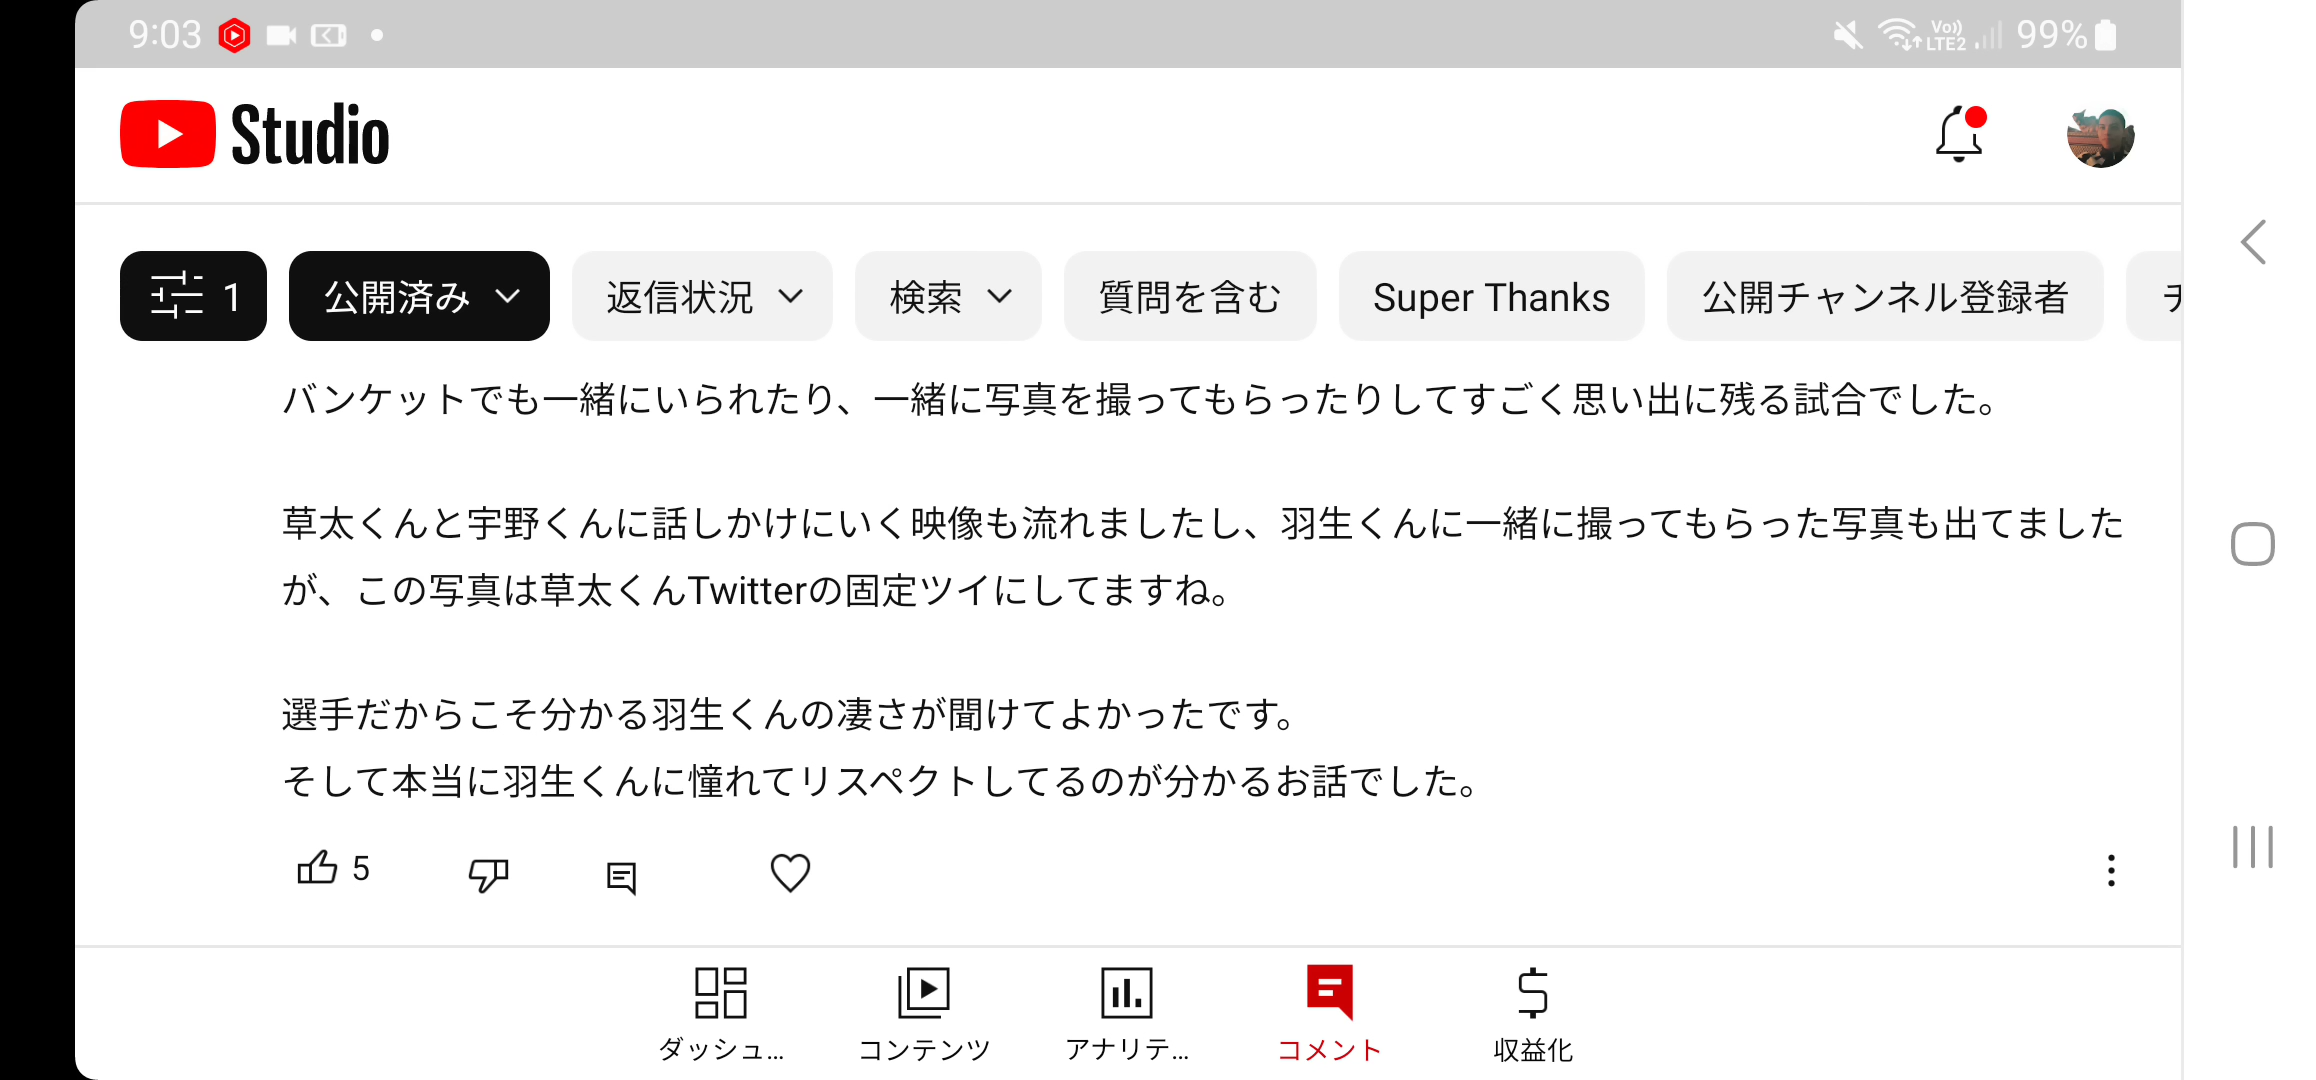 9:03
Vo))
LTE2
99%
Studio
1
公開済み
返信状況
検索
質問を含む
Super Thanks
公開チャンネル登録者
バンケットでも一緒にいられたり、一緒に写真を撮ってもらったりしてすごく思い出に残る試合でした。
草太くんと宇野くんに話しかけにいく映像も流れましたし、羽生くんに一緒に撮ってもらった写真も出てました
が、この写真は草太くんTwitterの固定ツイにしてますね。
選手だからこそ分かる羽生くんの凄さが聞けてよかったです。
そして本当に羽生くんに憧れてリスペクトしてるのが分かるお話でした。
5
ダッシュ...
コンテンツ
アナリテ...
コメント
収益化